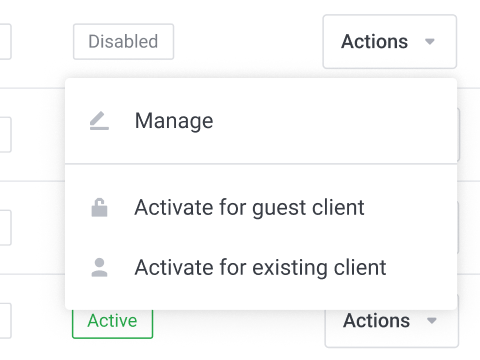 Disabled
Actions
Manage
Activate for guest client
Activate for existing client
Active
Actions